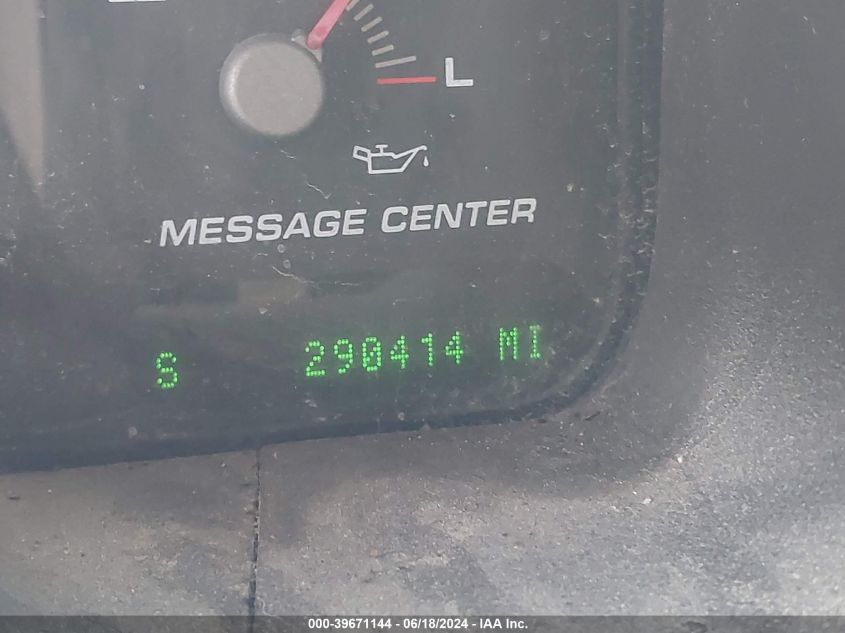 L
MESSAGE CENTER
S 290414 MI
000-39671144 - 06/18/2024 - IAA Inc.